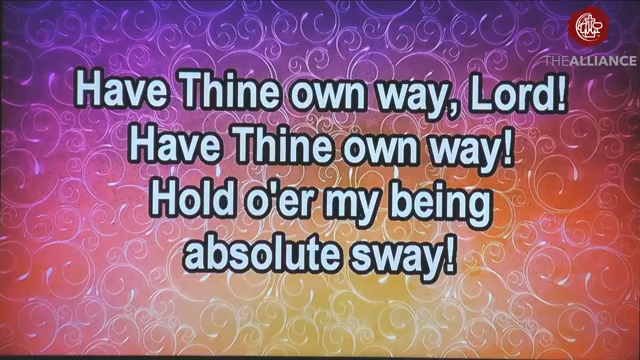 THEALLIANCE
Have Thine own way, Lord!
Have Thine own way!
Hold o'er my being
absolute sway!